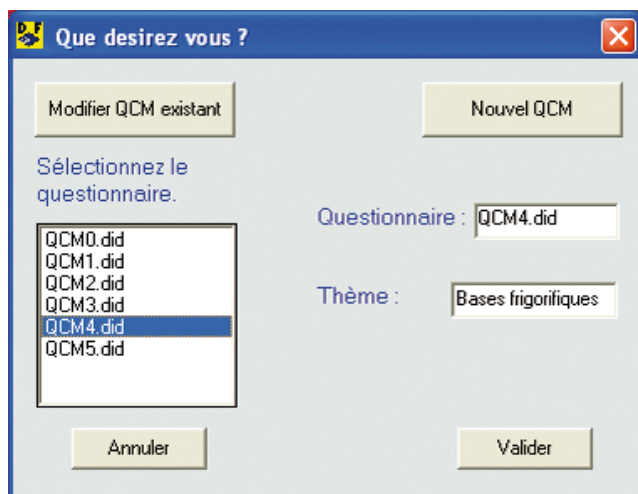 D F
Que desirez vous ?
Modifier QCM existant
Nouvel QCM
Sélectionnez le
questionnaire.
QCM0.did
QCM1.did
QCM2.did
QCM3.did
QCM4.did
QCM5.did
Questionnaire : QCM4.did
Thème : Bases frigorifiques
Annuler
Valider